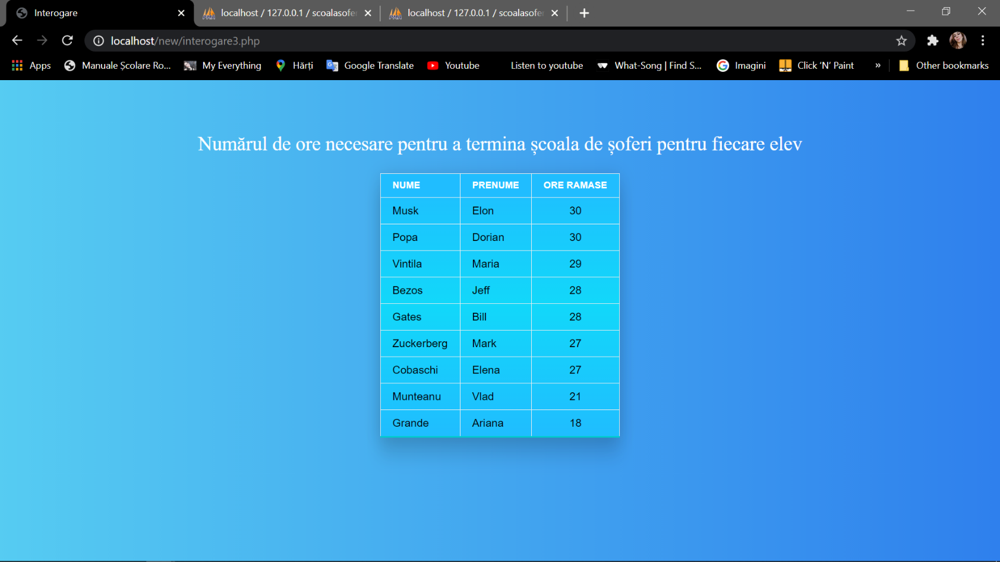 Interogare
localhost / 127.0.0.1 / scoalasofer
localhost / 127.0.0.1 / scoalasofer
localhost/new/interogare3.php
Apps Manuale Școlare Ro... My Everything Hărți Google Translate Youtube Listen to youtube What-Song | Find S... Imagini Click ‘N’ Paint » Other bookmarks
Numărul de ore necesare pentru a termina școala de șoferi pentru fiecare elev
NUME PRENUME ORE RAMASE
Musk Elon 30
Popa Dorian 30
Vintila Maria 29
Bezos Jeff 28
Gates Bill 28
Zuckerberg Mark 27
Cobaschi Elena 27
Munteanu Vlad 21
Grande Ariana 18